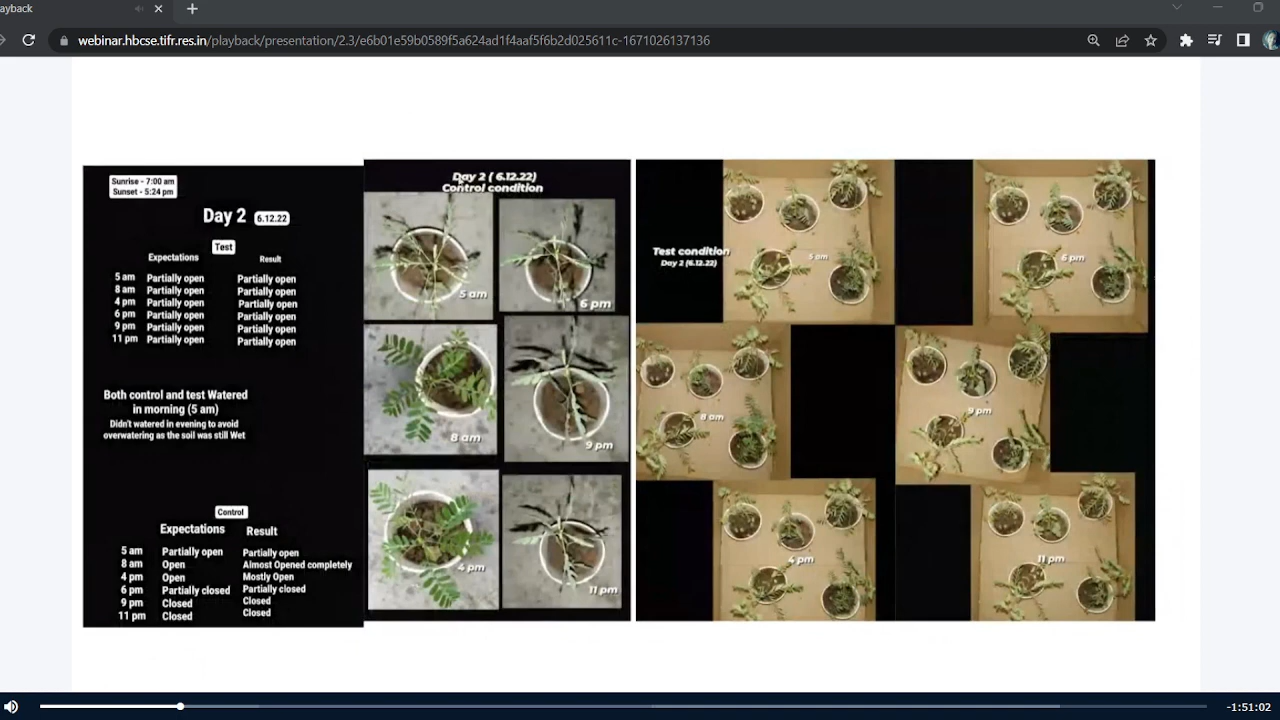 ayback
webinar.hbcse.tifr.res.in/playback/presentation/2.3/e6b01e59b0589f5a624ad1f4aaf5f6b2d025611c-1671026137136
Sunrise - 7:00 am
Sunset - 5:24 pm
Day 2 6.12.22
Test
Expectations Result
5 am Partially open Partially open
8 am Partially open Partially open
4 pm Partially open Partially open
6 pm Partially open Partially open
9 pm Partially open Partially open
11 pm Partially open Partially open
Both control and test Watered
in morning (5 am)
Didn't watered in evening to avoid
overwatering as the soil was still Wet
Control
Expectations Result
5 am Partially open Partially open
8 am Open Almost Opened completely
4 pm Open Mostly Open
6 pm Partially closed Partially closed
9 pm Closed Closed
11 pm Closed Closed
Day 2 ( 6.12.22)
Control condition
5 am
6 pm
8 am
9 pm
4 pm
11 pm
Test condition
Day 2 (6.12.22)
5 am
6 pm
8 am
9 pm
4 pm
11 pm
-1:51:02